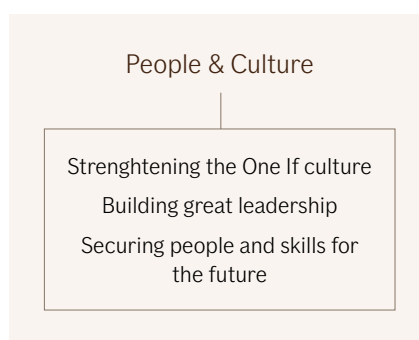 People & Culture
Strenghtening the One If culture
Building great leadership
Securing people and skills for
the future